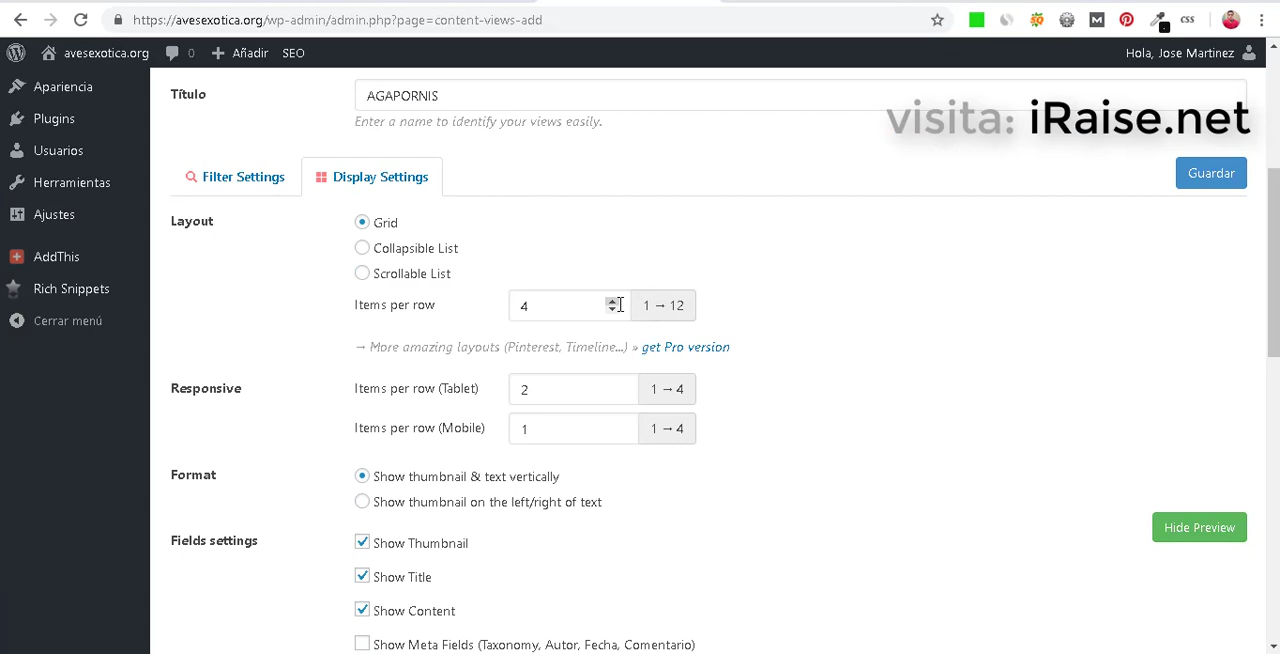 https://avesexotica.org/wp-admin/admin.php?page=content-views-add
M
css
avesexotica.org
0
Añadir
SEO
Hola, Jose Martinez
Apariencia
Plugins
Usuarios
Herramientas
Ajustes
AddThis
Rich Snippets
Cerrar menú
Título
AGAPORNIS
Enter a name to identify your views easily.
visita: iRaise.net
Filter Settings
Display Settings
Guardar
Layout
Grid
Collapsible List
Scrollable List
Items per row
4
1 → 12
→ More amazing layouts (Pinterest, Timeline...) » get Pro version
Responsive
Items per row (Tablet)
2
1 → 4
Items per row (Mobile)
1
1 → 4
Format
Show thumbnail & text vertically
Show thumbnail on the left/right of text
Hide Preview
Fields settings
Show Thumbnail
Show Title
Show Content
Show Meta Fields (Taxonomy, Autor, Fecha, Comentario)